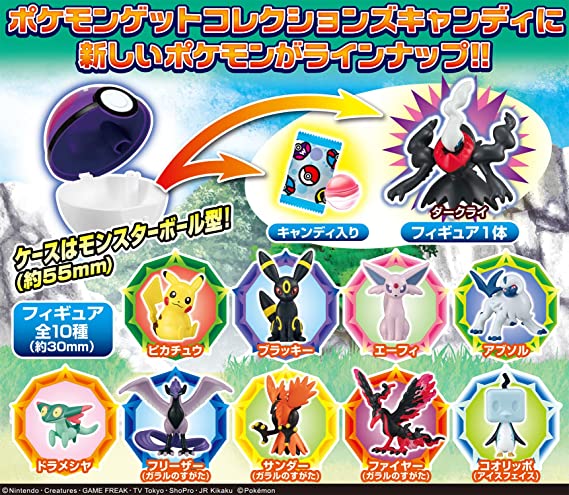 ポケモンゲットコレクションズキャンディに
新しいポケモンがラインナップ!!
ケースはモンスターボール型!
(約55mm)
キャンディ入り
ダークライ
フィギュア1体
フィギュア
全10種
(約30mm)
ピカチュウ
ブラッキー
エーフィ
アブソル
ドラメシヤ
フリーザー
(ガラルのすがた)
サンダー
(ガラルのすがた)
ファイヤー
(ガラルのすがた)
コオリッポ
(アイスフェイス)
©Nintendo・Creatures・GAME FREAK・TV Tokyo・ShoPro・JR Kikaku ©Pokémon